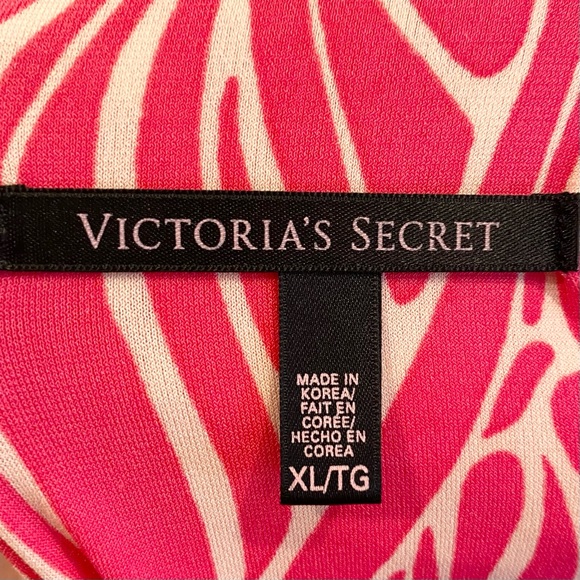 VICTORIA'S SECRET
MADE IN
KOREA/
FAIT EN
CORÉE/
HECHO EN
COREA
XL/TG